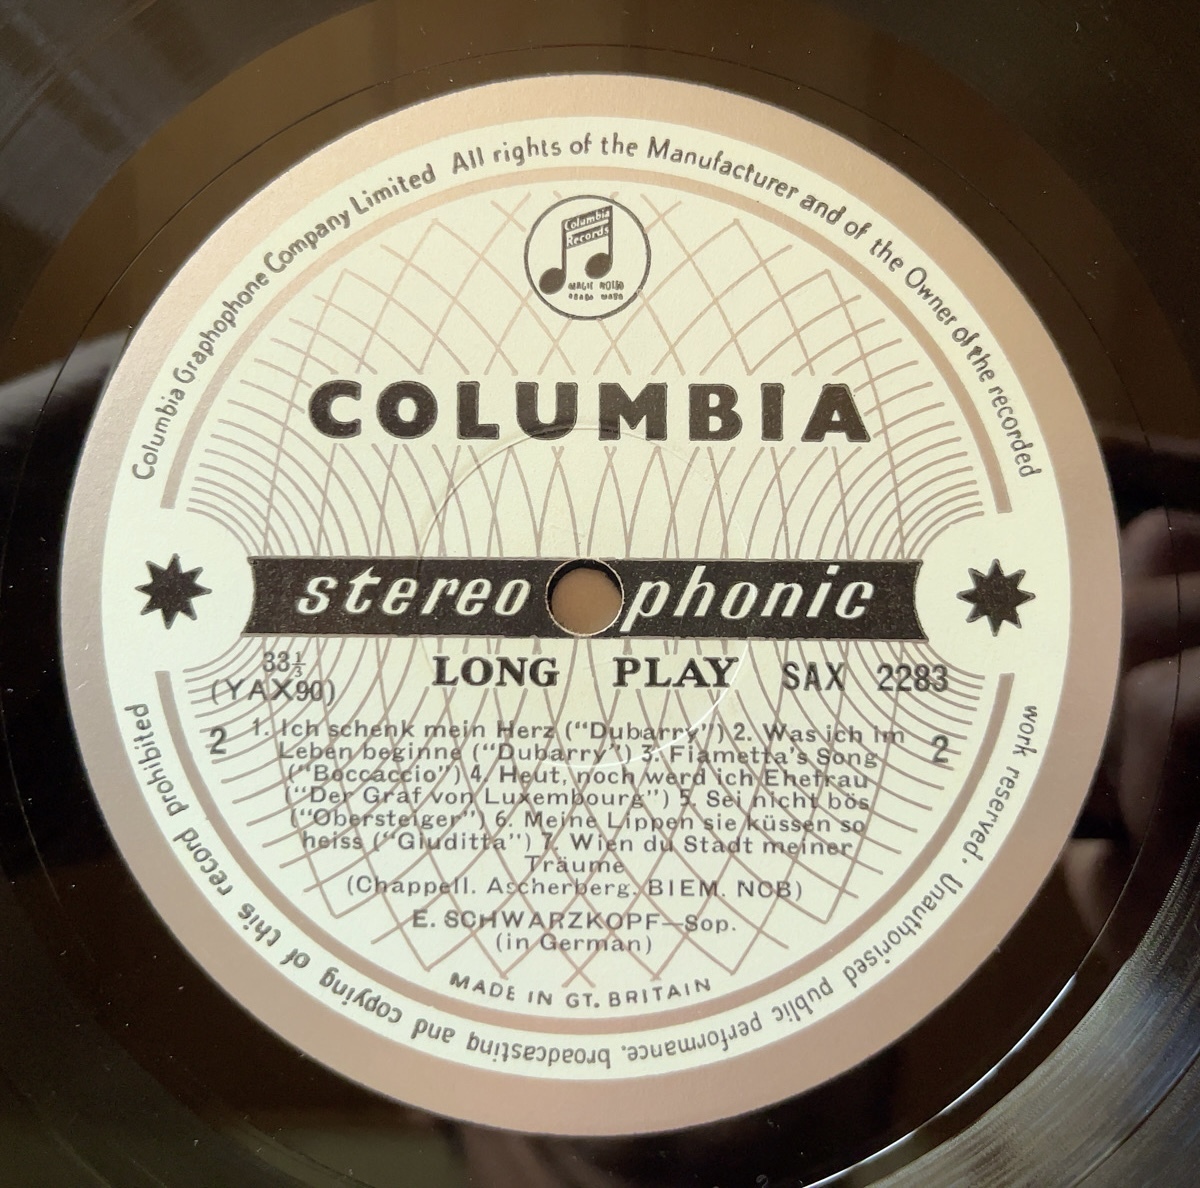 Columbia Graphophone Company Limited All rights of the Manufacturer and of the Owner of the recorded
work reserved. Unauthorised public performance, broadcasting and copying of this record prohibited
Columbia
Records
COLUMBIA
stereophonic
33⅓
(YAX90)
LONG PLAY SAX 2283
2
1. Ich schenk mein Herz ("Dubarry") 2. Was ich im
Leben beginne ("Dubarry") 3. Fiametta's Song
("Boccaccio") 4. Heut, noch werd ich Ehefrau
("Der Graf von Luxembourg") 5. Sei nicht bös
("Obersteiger") 6. Meine Lippen sie küssen so
heiss ("Giuditta") 7. Wien du Stadt meiner
Träume
2
(Chappell. Ascherberg. BIEM. NCB)
E. SCHWARZKOPF—Sop.
(in German)
MADE IN GT. BRITAIN